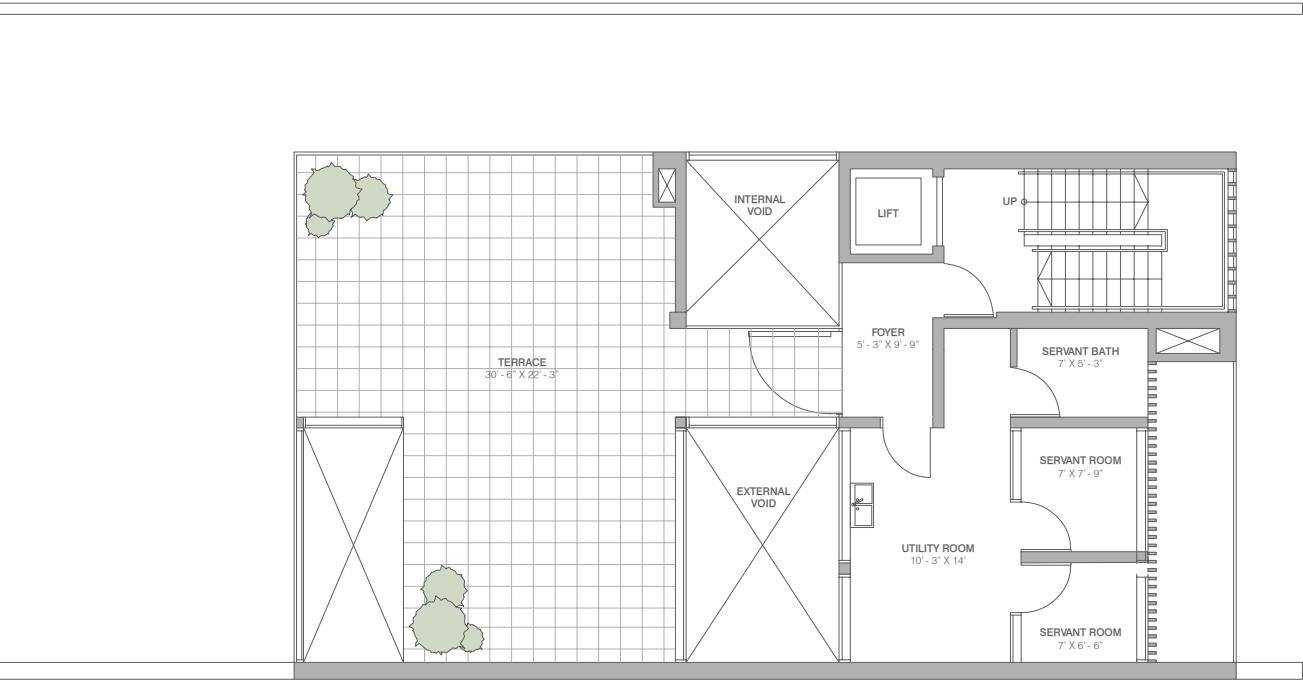 INTERNAL
VOID
LIFT
UP
FOYER
5' - 3" X 9' - 9"
SERVANT BATH
7' X 5' - 3"
TERRACE
30' - 6" X 22' - 3"
SERVANT ROOM
7' X 7' - 9"
EXTERNAL
VOID
UTILITY ROOM
10' - 3" X 14'
SERVANT ROOM
7' X 6' - 6"